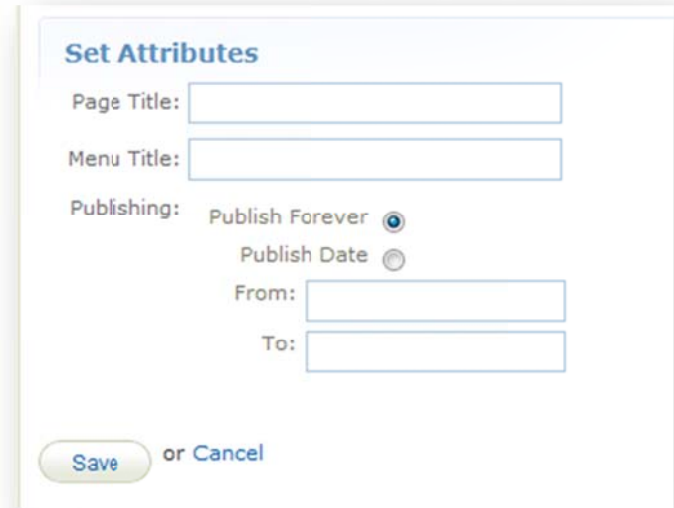 Set Attributes
Page Title:
Menu Title:
Publishing:
Publish Forever
Publish Date
From:
To:
Save or Cancel